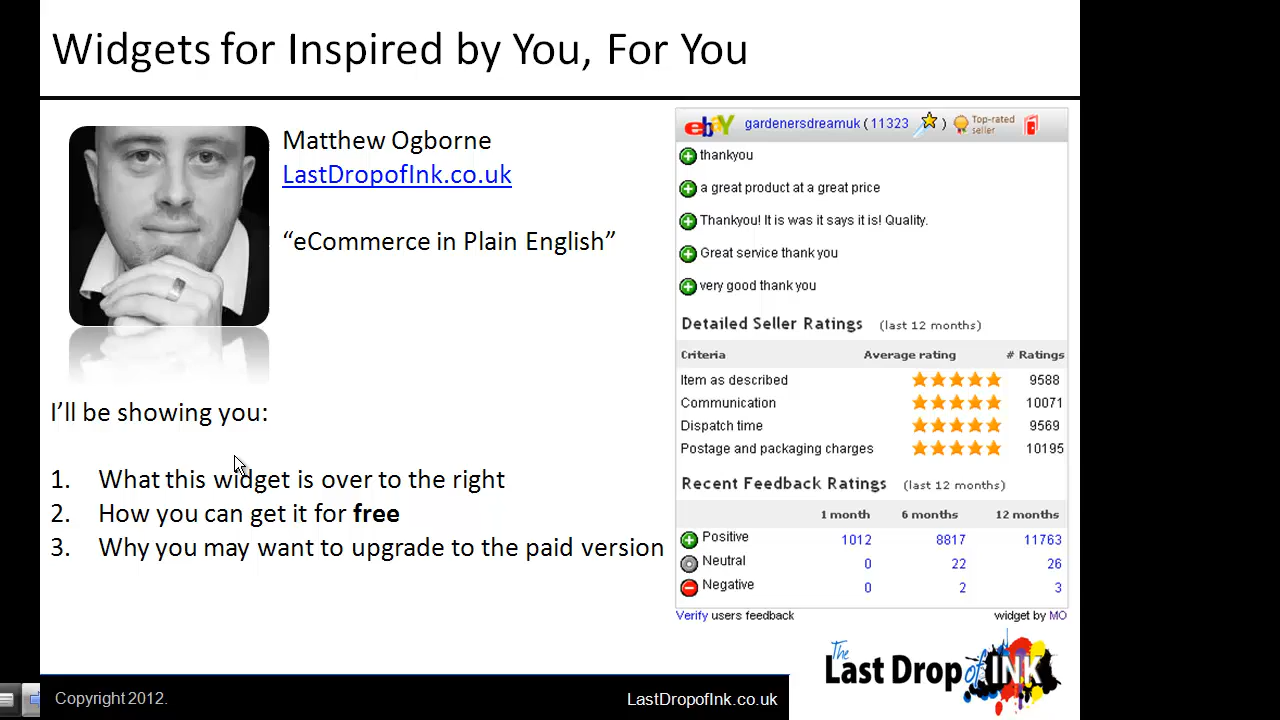 Widgets for Inspired by You, For You
Matthew Ogborne
LastDropofInk.co.uk
“eCommerce in Plain English”
I’ll be showing you:
1. What this widget is over to the right
2. How you can get it for free
3. Why you may want to upgrade to the paid version
ebay gardenersdreamuk ( 11323 ) Top-rated seller
thankyou
a great product at a great price
Thankyou! It is was it says it is! Quality.
Great service thank you
very good thank you
Detailed Seller Ratings (last 12 months)
Criteria Average rating # Ratings
Item as described 9588
Communication 10071
Dispatch time 9569
Postage and packaging charges 10195
Recent Feedback Ratings (last 12 months)
1 month 6 months 12 months
Positive 1012 8817 11763
Neutral 0 22 26
Negative 0 2 3
Verify users feedback widget by MO
The Last Drop of INK
Copyright 2012. LastDropofInk.co.uk